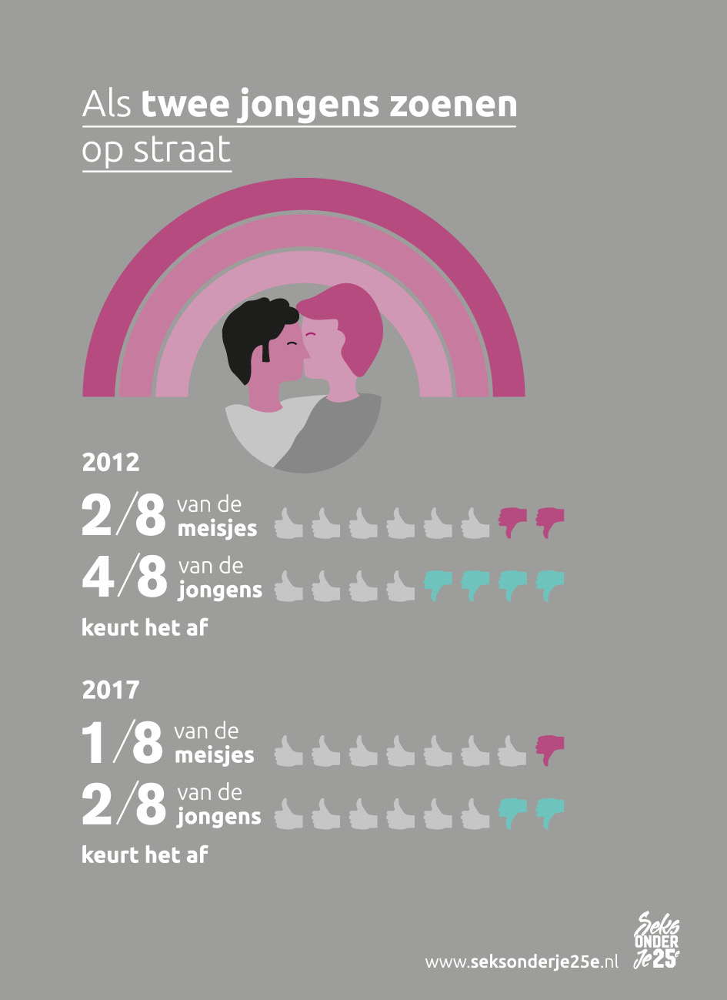 Als twee jongens zoenen
op straat
2012
2/8 van de
meisjes
4/8 van de
jongens
keurt het af
2017
1/8 van de
meisjes
2/8 van de
jongens
keurt het af
Seks
ONDER
Je 25e
www.seksonderje25e.nl